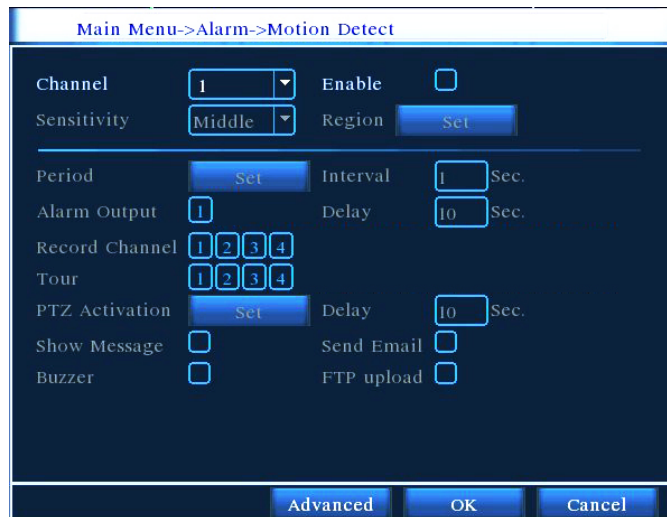 Main Menu->Alarm->Motion Detect
Channel 1 Enable
Sensitivity Middle Region Set
Period Set Interval 1 Sec.
Alarm Output 1 Delay 10 Sec.
Record Channel 1 2 3 4
Tour 1 2 3 4
PTZ Activation Set Delay 10 Sec.
Show Message Send Email
Buzzer FTP upload
Advanced OK Cancel